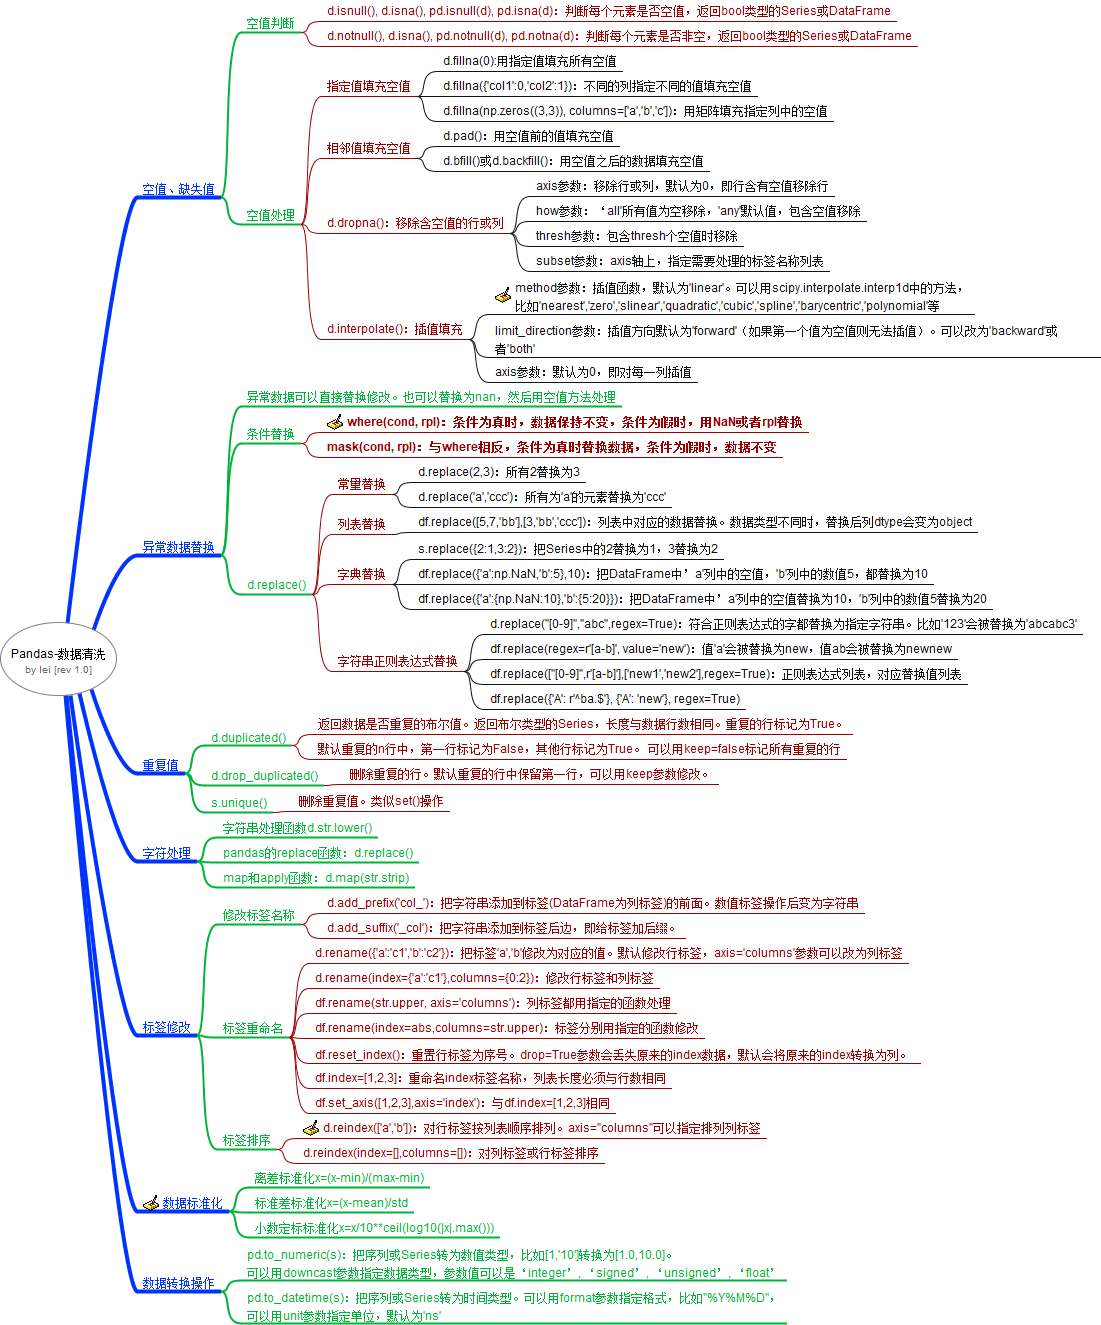 Pandas-数据清洗
by lei [rev 1.0]
空值、缺失值
空值判断
d.isnull(), d.isna(), pd.isnull(d), pd.isna(d)：判断每个元素是否空值，返回bool类型的Series或DataFrame
d.notnull(), d.isna(), pd.notnull(d), pd.notna(d)：判断每个元素是否非空，返回bool类型的Series或DataFrame
空值处理
指定值填充空值
d.fillna(0):用指定值填充所有空值
d.fillna({'col1':0,'col2':1})：不同的列指定不同的值填充空值
d.fillna(np.zeros((3,3)), columns=['a','b','c'])：用矩阵填充指定列中的空值
相邻值填充空值
d.pad()：用空值前的值填充空值
d.bfill()或d.backfill()：用空值之后的数据填充空值
d.dropna()：移除含空值的行或列
axis参数：移除行或列，默认为0，即行含有空值移除行
how参数：‘all'所有值为空移除，'any'默认值，包含空值移除
thresh参数：包含thresh个空值时移除
subset参数：axis轴上，指定需要处理的标签名称列表
d.interpolate()：插值填充
method参数：插值函数，默认为'linear'。可以用scipy.interpolate.interp1d中的方法，
比如'nearest','zero','slinear','quadratic','cubic','spline','barycentric','polynomial'等
limit_direction参数：插值方向默认为'forward'（如果第一个值为空值则无法插值）。可以改为'backward'或
者'both'
axis参数：默认为0，即对每一列插值
异常数据替换
异常数据可以直接替换修改。也可以替换为nan，然后用空值方法处理
条件替换
where(cond, rpl)：条件为真时，数据保持不变，条件为假时，用NaN或者rpl替换
mask(cond, rpl)：与where相反，条件为真时替换数据，条件为假时，数据不变
d.replace()
常量替换
d.replace(2,3)：所有2替换为3
d.replace('a','ccc')：所有为'a'的元素替换为'ccc'
列表替换
df.replace([5,7,'bb'],[3,'bb','ccc'])：列表中对应的数据替换。数据类型不同时，替换后列dtype会变为object
字典替换
s.replace({2:1,3:2})：把Series中的2替换为1，3替换为2
df.replace({'a':np.NaN,'b':5},10)：把DataFrame中’a'列中的空值，'b'列中的数值5，都替换为10
df.replace({'a':{np.NaN:10},'b':{5:20}})：把DataFrame中’a'列中的空值替换为10，'b'列中的数值5替换为20
字符串正则表达式替换
d.replace("[0-9]","abc",regex=True)：符合正则表达式的字都替换为指定字符串。比如'123'会被替换为'abcabc3'
df.replace(regex=r'[a-b]', value='new')：值'a'会被替换为new，值ab会被替换为newnew
df.replace(["[0-9]",r'[a-b]'],['new1','new2'],regex=True)：正则表达式列表，对应替换值列表
df.replace({'A': r'^ba.$'}, {'A': 'new'}, regex=True)
重复值
d.duplicated()
返回数据是否重复的布尔值。返回布尔类型的Series，长度与数据行数相同。重复的行标记为True。
默认重复的n行中，第一行标记为False，其他行标记为True。 可以用keep=false标记所有重复的行
d.drop_duplicated()
删除重复的行。默认重复的行中保留第一行，可以用keep参数修改。
s.unique()
删除重复值。类似set()操作
字符处理
字符串处理函数d.str.lower()
pandas的replace函数：d.replace()
map和apply函数：d.map(str.strip)
标签修改
修改标签名称
d.add_prefix('col_')：把字符串添加到标签(DataFrame为列标签)的前面。数值标签操作后变为字符串
d.add_suffix('_col')：把字符串添加到标签后边，即给标签加后缀。
标签重命名
d.rename({'a':'c1','b':'c2'})：把标签'a','b'修改为对应的值。默认修改行标签，axis='columns'参数可以改为列标签
d.rename(index={'a':'c1'},columns={0:2})：修改行标签和列标签
df.rename(str.upper, axis='columns')：列标签都用指定的函数处理
df.rename(index=abs,columns=str.upper)：标签分别用指定的函数修改
df.reset_index()：重置行标签为序号。drop=True参数会丢失原来的index数据，默认会将原来的index转换为列。
df.index=[1,2,3]：重命名index标签名称，列表长度必须与行数相同
df.set_axis([1,2,3],axis='index')：与df.index=[1,2,3]相同
标签排序
d.reindex(['a','b'])：对行标签按列表顺序排列。axis="columns"可以指定排列列标签
d.reindex(index=[],columns=[])：对列标签或行标签排序
数据标准化
离差标准化x=(x-min)/(max-min)
标准差标准化x=(x-mean)/std
小数定标标准化x=x/10**ceil(log10(|x|.max()))
数据转换操作
pd.to_numeric(s)：把序列或Series转为数值类型，比如[1,'10']转换为[1.0,10.0]。
可以用downcast参数指定数据类型，参数值可以是‘integer’,‘signed’,‘unsigned’,‘float’
pd.to_datetime(s)：把序列或Series转为时间类型。可以用format参数指定格式，比如"%Y%M%D"，
可以用unit参数指定单位，默认为'ns'